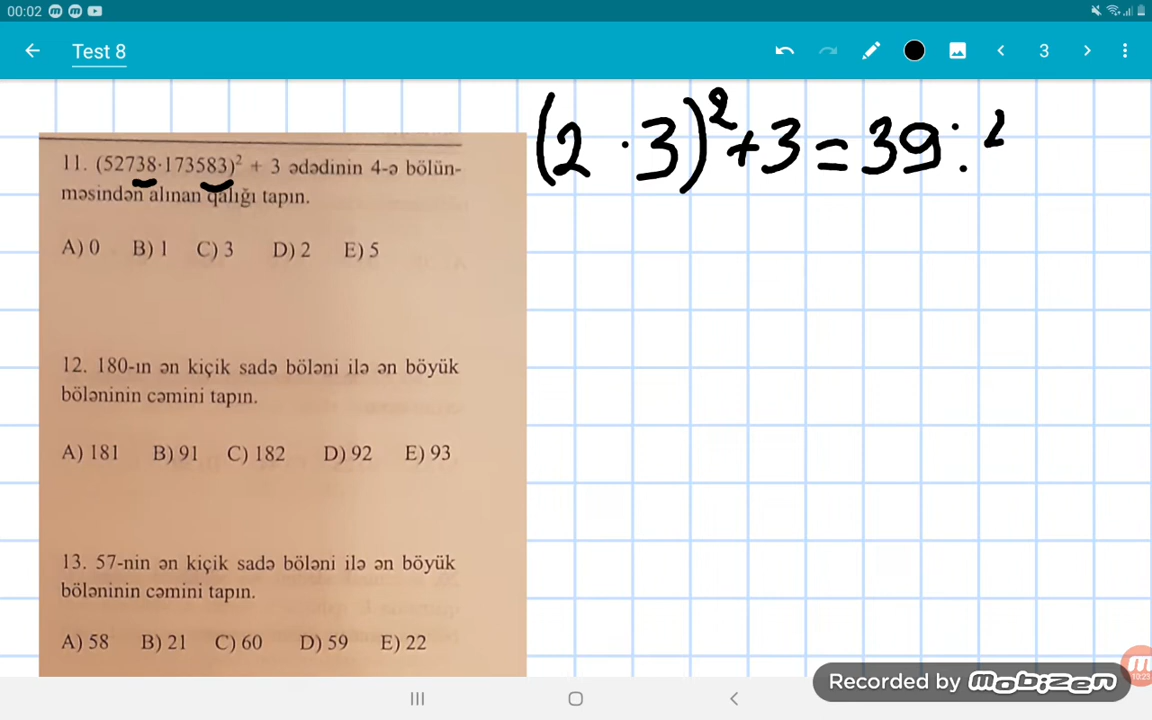 00:02
Test 8
3
(2 · 3)² + 3 = 39 :
11. (52738·173583)² + 3 ədədinin 4-ə bölün-
məsindən alınan qalığı tapın.
A) 0 B) 1 C) 3 D) 2 E) 5
12. 180-ın ən kiçik sadə böləni ilə ən böyük
böləninin cəmini tapın.
A) 181 B) 91 C) 182 D) 92 E) 93
13. 57-nin ən kiçik sadə böləni ilə ən böyük
böləninin cəmini tapın.
A) 58 B) 21 C) 60 D) 59 E) 22
Recorded by mobizen